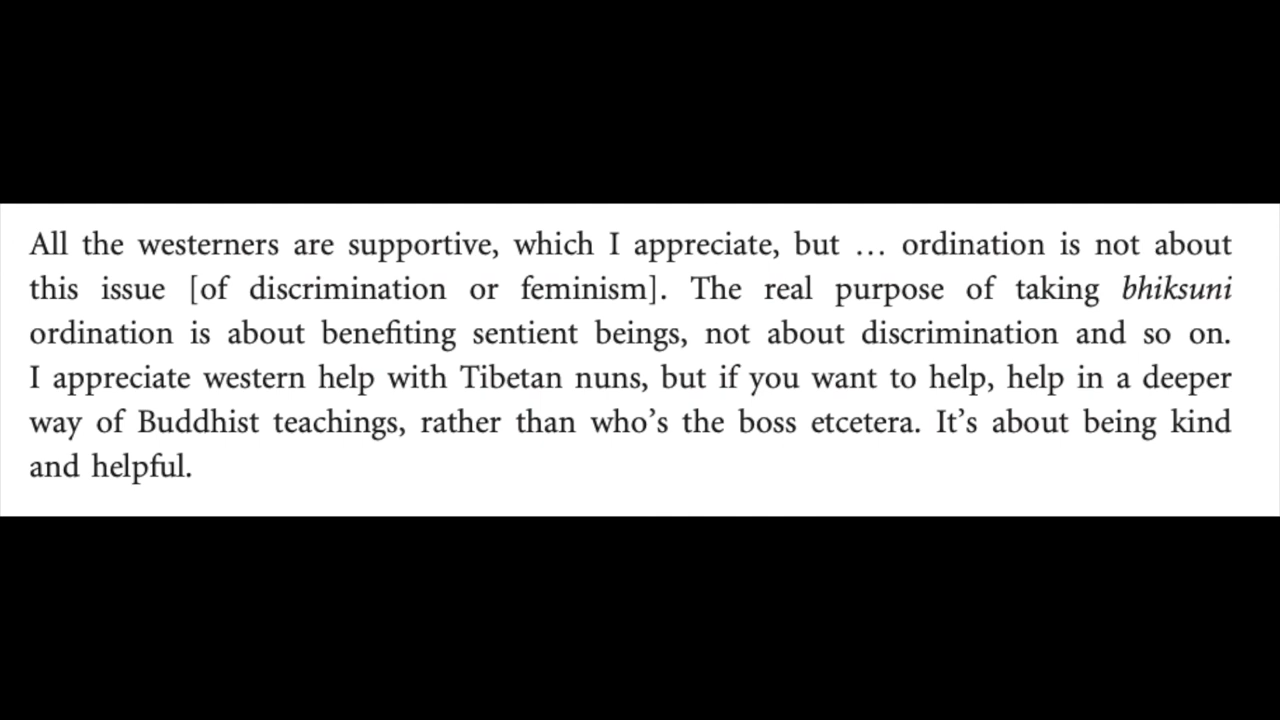 All the westerners are supportive, which I appreciate, but … ordination is not about
this issue [of discrimination or feminism]. The real purpose of taking bhiksuni
ordination is about benefiting sentient beings, not about discrimination and so on.
I appreciate western help with Tibetan nuns, but if you want to help, help in a deeper
way of Buddhist teachings, rather than who’s the boss etcetera. It’s about being kind
and helpful.